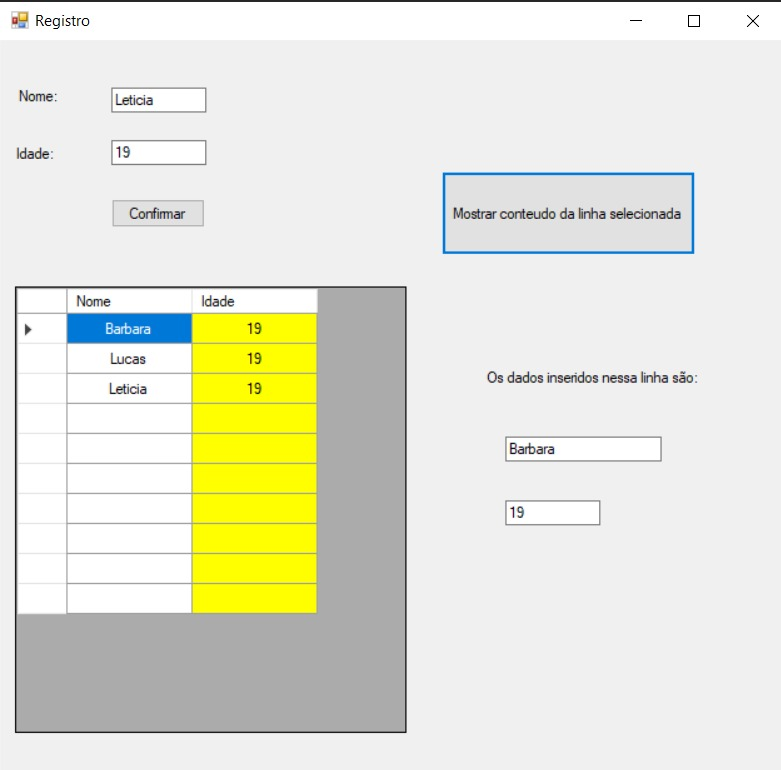 Registro
Nome:
Leticia
Idade:
19
Confirmar
Mostrar conteudo da linha selecionada
Nome Idade
Barbara 19
Lucas 19
Leticia 19
Os dados inseridos nessa linha são:
Barbara
19